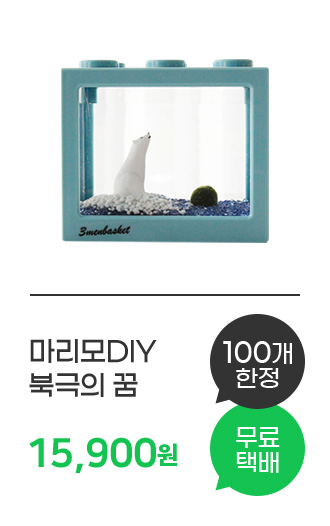 3menbasket
마리모DIY
북극의 꿈
100개
한정
15,900원
무료
택배